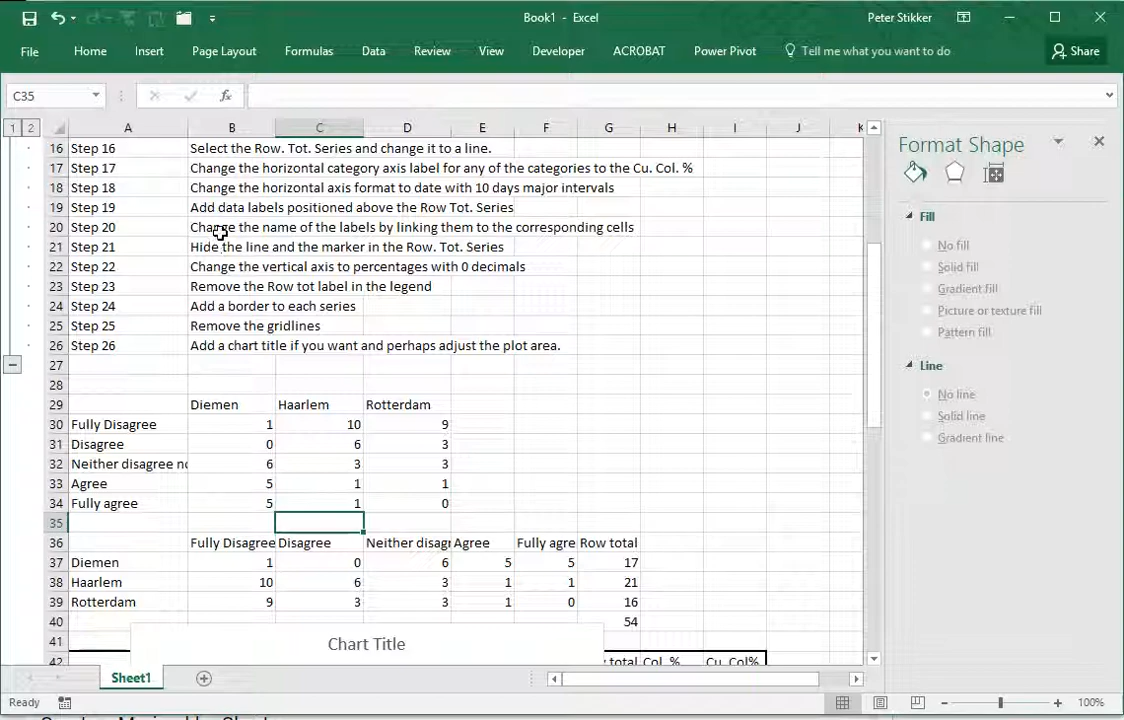 Book1 - Excel
Peter Stikker
File Home Insert Page Layout Formulas Data Review View Developer ACROBAT Power Pivot Tell me what you want to do Share
C35 fx
Format Shape
1 2
A B C D E F G H I J K
16 Step 16 Select the Row. Tot. Series and change it to a line.
17 Step 17 Change the horizontal category axis label for any of the categories to the Cu. Col. %
18 Step 18 Change the horizontal axis format to date with 10 days major intervals
19 Step 19 Add data labels positioned above the Row Tot. Series
20 Step 20 Change the name of the labels by linking them to the corresponding cells
21 Step 21 Hide the line and the marker in the Row. Tot. Series
22 Step 22 Change the vertical axis to percentages with 0 decimals
23 Step 23 Remove the Row tot label in the legend
24 Step 24 Add a border to each series
25 Step 25 Remove the gridlines
26 Step 26 Add a chart title if you want and perhaps adjust the plot area.
27
28
29 Diemen Haarlem Rotterdam
30 Fully Disagree 1 10 9
31 Disagree 0 6 3
32 Neither disagree no 6 3 3
33 Agree 5 1 1
34 Fully agree 5 1 0
35
36 Fully Disagree Disagree Neither disagr Agree Fully agre Row total
37 Diemen 1 0 6 5 5 17
38 Haarlem 10 6 3 1 1 21
39 Rotterdam 9 3 3 1 0 16
40 54
41
Chart Title
42 total Col. % Cu. Col%
Fill
No fill
Solid fill
Gradient fill
Picture or texture fill
Pattern fill
Line
No line
Solid line
Gradient line
Sheet1
Ready 100%